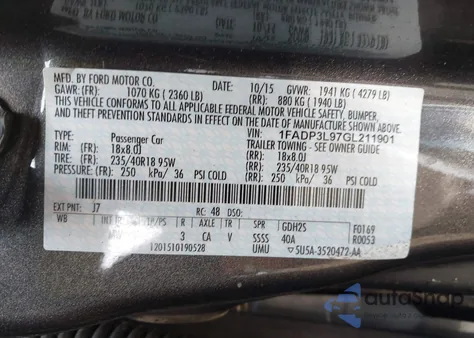 MFD. BY FORD MOTOR CO.
10/15 GVWR: 1941 KG ( 4279 LB)
GAWR: (FR) 1070 KG ( 2360 LB) (RR) 880 KG ( 1940 LB)
THIS VEHICLE CONFORMS TO ALL APPLICABLE FEDERAL MOTOR VEHICLE SAFETY, BUMPER,
AND THEFT PREVENTION STANDARDS IN EFFECT ON THE DATE OF MANUFACTURE SHOWN ABOVE.
1FADP3L97GL211901
TYPE: Passenger Car
TRAILER TOWING - SEE OWNER GUIDE
RIM: (FR) 18x8.0J (RR) 18x8.0J
TIRE: (FR) 235/40R18 95W (RR) 235/40R18 95W
PRESSURE: (FR) 250 kPa/ 36 PSI COLD (RR) 250 kPa/ 36 PSI COLD
EXT PNT: J7 RC: 48 DSO:
WB R AXLE TR SPR GDH2S F0169
3 CA V SSSS 40A R0053
1201510190528 UMU 5U5A-3520472-AA
autoshop